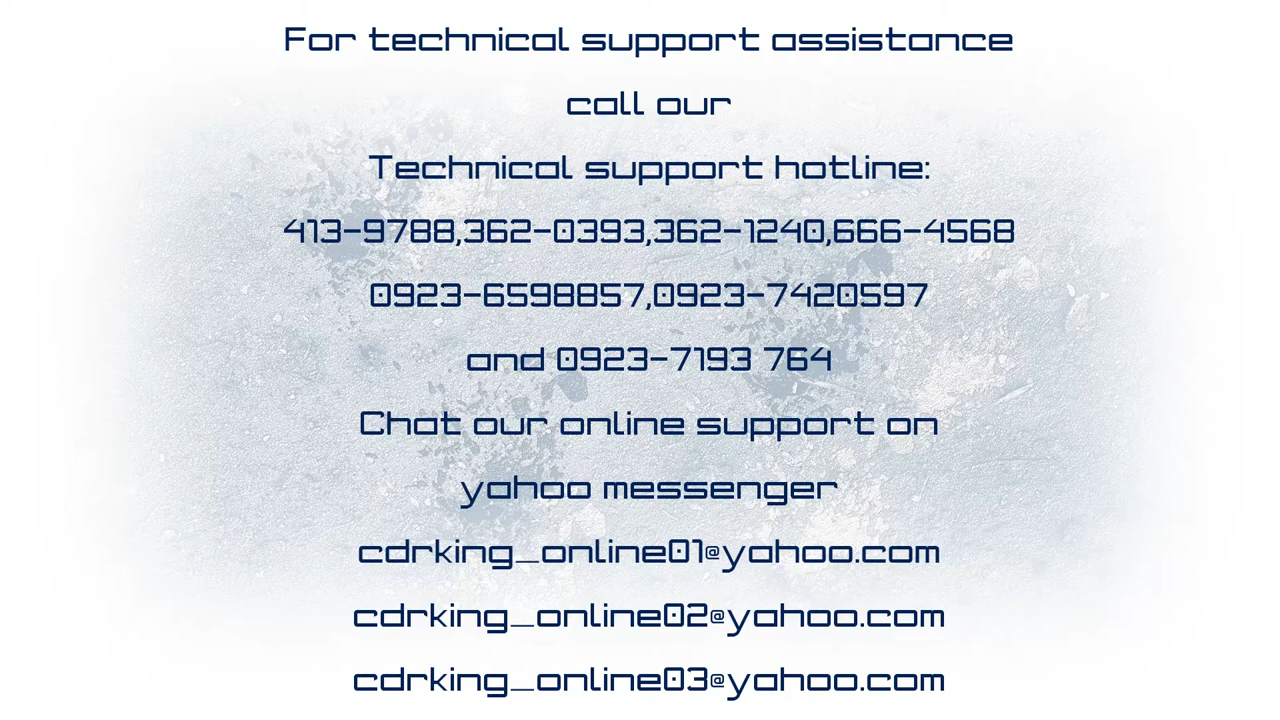 For technical support assistance
call our
Technical support hotline:
413-9788,362-0393,362-1240,666-4568
0923-6598857,0923-7420597
and 0923-7193 764
Chat our online support on
yahoo messenger
cdrking_online01@yahoo.com
cdrking_online02@yahoo.com
cdrking_online03@yahoo.com